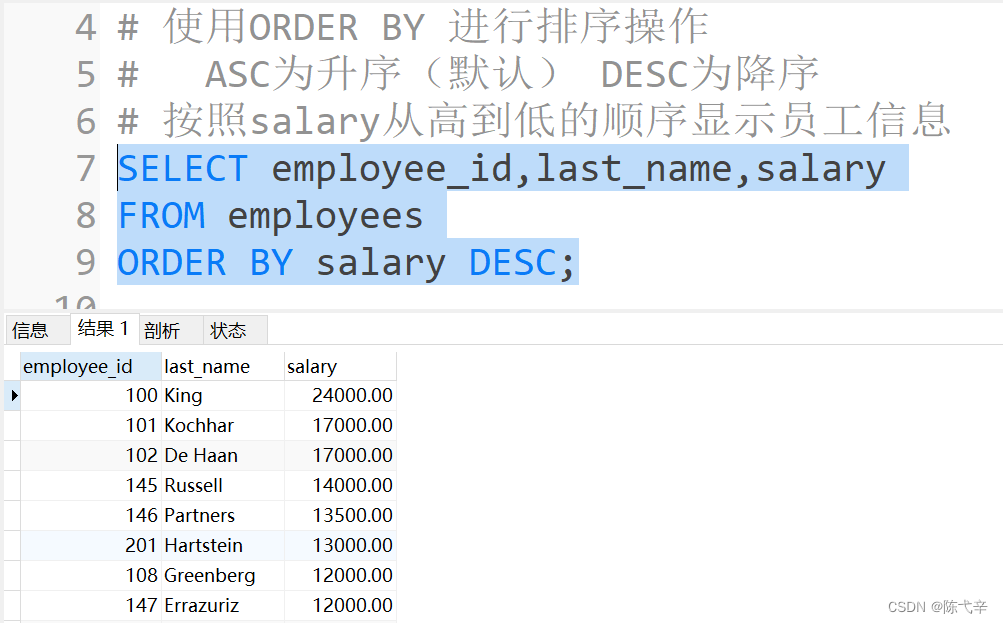 4 # 使用ORDER BY 进行排序操作
5 #   ASC为升序（默认） DESC为降序
6 # 按照salary从高到低的顺序显示员工信息
7 SELECT employee_id,last_name,salary
8 FROM employees
9 ORDER BY salary DESC;
10
信息 结果 1 剖析 状态
employee_id last_name salary
100 King 24000.00
101 Kochhar 17000.00
102 De Haan 17000.00
145 Russell 14000.00
146 Partners 13500.00
201 Hartstein 13000.00
108 Greenberg 12000.00
147 Errazuriz 12000.00
CSDN @陈弋辛